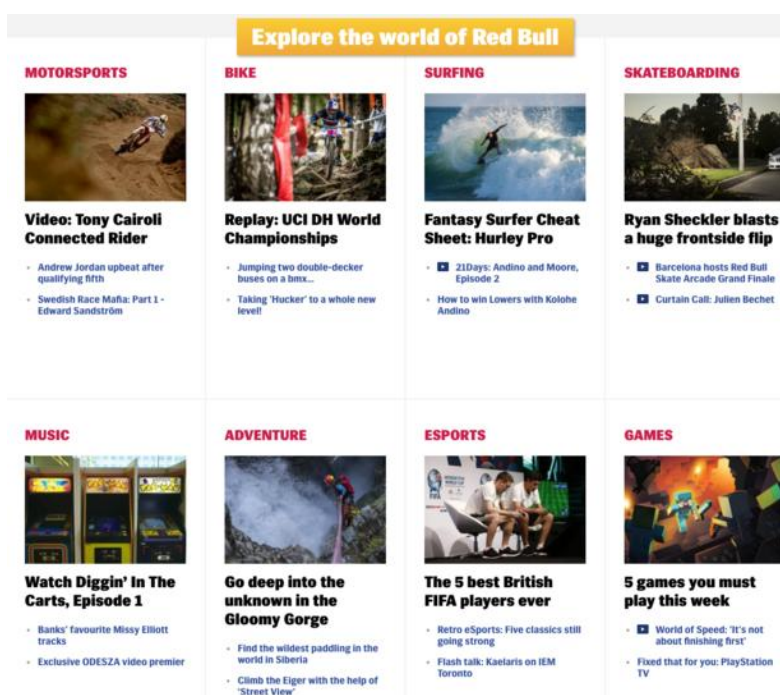 Explore the world of Red Bull
MOTORSPORTS
Video: Tony Cairoli
Connected Rider
Andrew Jordan upbeat after
qualifying fifth
Swedish Race Mafia: Part 1 -
Edward Sandström
BIKE
Replay: UCI DH World
Championships
Jumping two double-decker
buses on a bmx...
Taking 'Hucker' to a whole new
level!
SURFING
Fantasy Surfer Cheat
Sheet: Hurley Pro
21Days: Andino and Moore,
Episode 2
How to win Lowers with Kolohe
Andino
SKATEBOARDING
Ryan Sheckler blasts
a huge frontside flip
Barcelona hosts Red Bull
Skate Arcade Grand Finale
Curtain Call: Julien Bechet
MUSIC
Watch Diggin' In The
Carts, Episode 1
Banks' favourite Missy Elliott
tracks
Exclusive ODESZA video premier
ADVENTURE
Go deep into the
unknown in the
Gloomy Gorge
Find the wildest paddling in the
world in Siberia
Climb the Eiger with the help of
'Street View'
ESPORTS
FIFA
The 5 best British
FIFA players ever
Retro eSports: Five classics still
going strong
Flash talk: Kaelaris on IEM
Toronto
GAMES
5 games you must
play this week
World of Speed: 'It's not
about finishing first'
Fixed that for you: PlayStation
TV